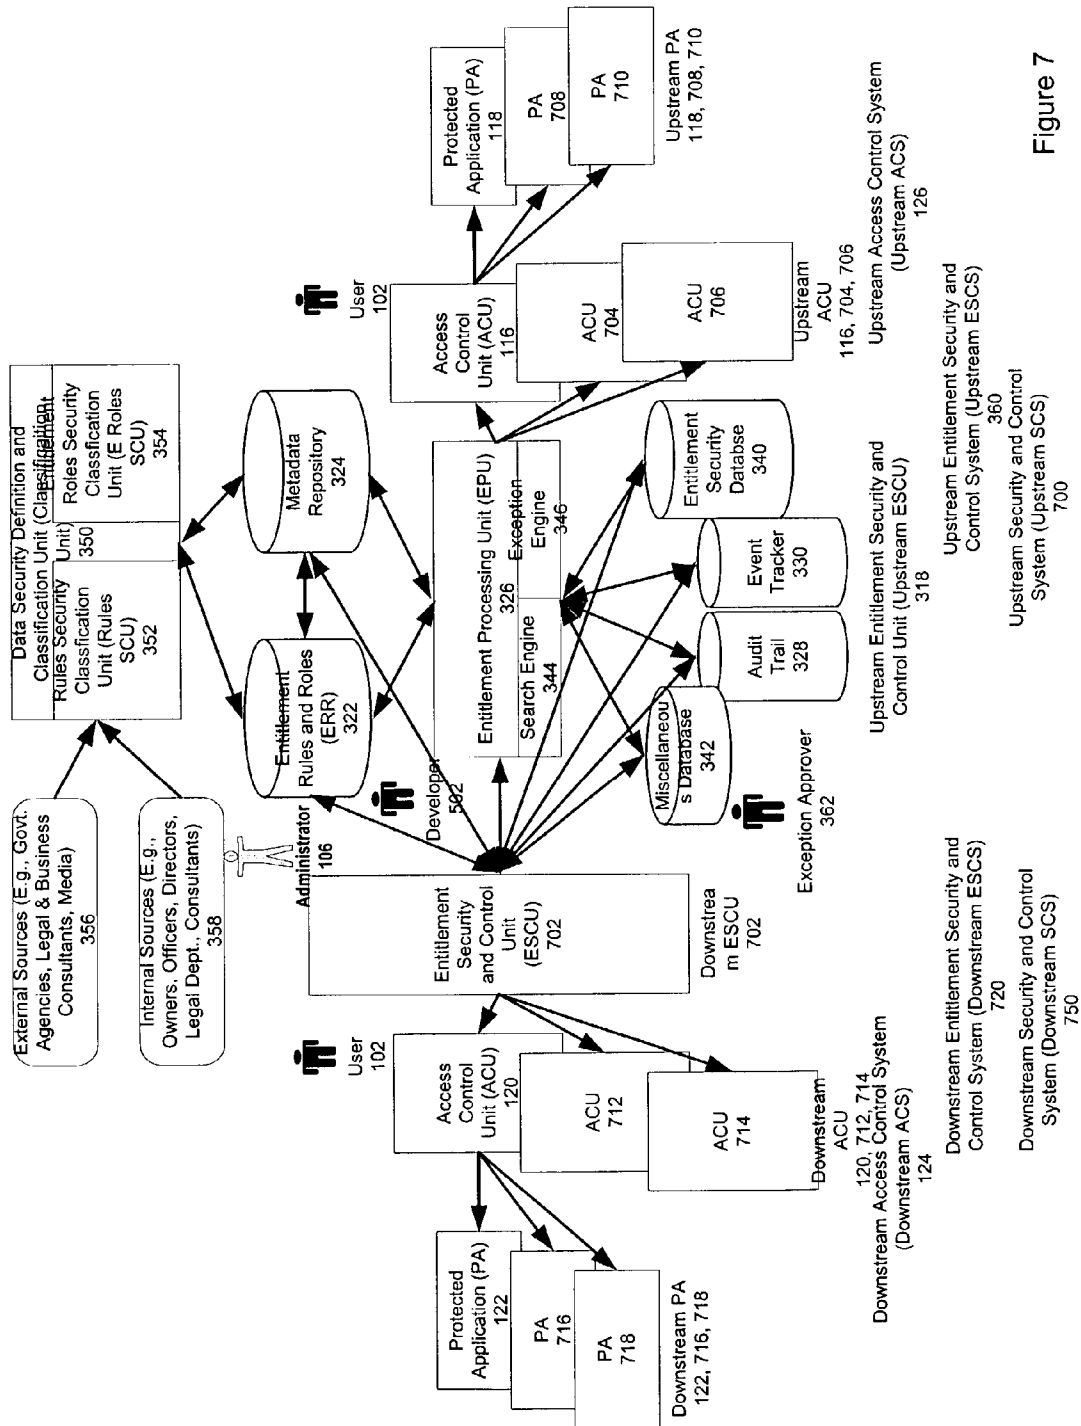 External Sources (E.g., Govt.
Agencies, Legal & Business
Consultants, Media)
356
Internal Sources (E.g.,
Owners, Officers, Directors,
Legal Dept., Consultants)
358
Data Security Definition and
Classification Unit (Classification
Unit)
350
Rules Security
Classfication
Unit (Rules
SCU)
352
Entitlement
Roles Security
Classfication
Unit (E Roles
SCU)
354
Administrator
106
Entitlement
Rules and Roles
(ERR)
322
Metadata
Repository
324
User
102
User
102
Developer
502
Protected
Application (PA)
122
PA
716
PA
718
Downstream PA
122, 716, 718
Access
Control
Unit (ACU)
120
ACU
712
ACU
714
Downstream
ACU
120, 712, 714
Downstream Access Control System
(Downstream ACS)
124
Entitlement
Security
and Control
Unit
(ESCU)
702
Downstrea
m ESCU
702
Entitlement Processing Unit (EPU)
326
Search Engine
344
Exception
Engine
346
Access
Control
Unit (ACU)
116
ACU
704
ACU
706
Upstream
ACU
116, 704, 706
Protected
Application (PA)
118
PA
708
PA
710
Upstream PA
118, 708, 710
Upstream Access Control System
(Upstream ACS)
126
Miscellaneou
s Database
342
Audit
Trail
328
Event
Tracker
330
Entitlement
Security
Databse
340
Exception Approver
362
Upstream Entitlement Security and
Control Unit (Upstream ESCU)
318
Downstream Entitlement Security and
Control System (Downstream ESCS)
720
Downstream Security and Control
System (Downstream SCS)
750
Upstream Entitlement Security and
Control System (Upstream ESCS)
360
Upstream Security and Control
System (Upstream SCS)
700
Figure 7